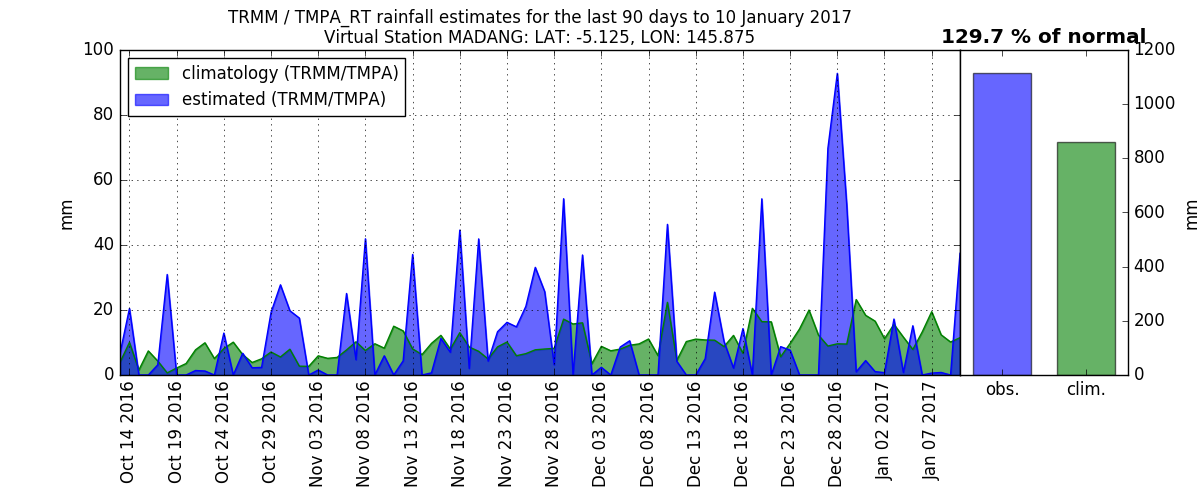 TRMM / TMPA_RT rainfall estimates for the last 90 days to 10 January 2017
Virtual Station MADANG: LAT: -5.125, LON: 145.875
129.7 % of normal
climatology (TRMM/TMPA)
estimated (TRMM/TMPA)
100
80
60
40
20
0
mm
1200
1000
800
600
400
200
0
mm
Oct 14 2016
Oct 19 2016
Oct 24 2016
Oct 29 2016
Nov 03 2016
Nov 08 2016
Nov 13 2016
Nov 18 2016
Nov 23 2016
Nov 28 2016
Dec 03 2016
Dec 08 2016
Dec 13 2016
Dec 18 2016
Dec 23 2016
Dec 28 2016
Jan 02 2017
Jan 07 2017
obs.
clim.